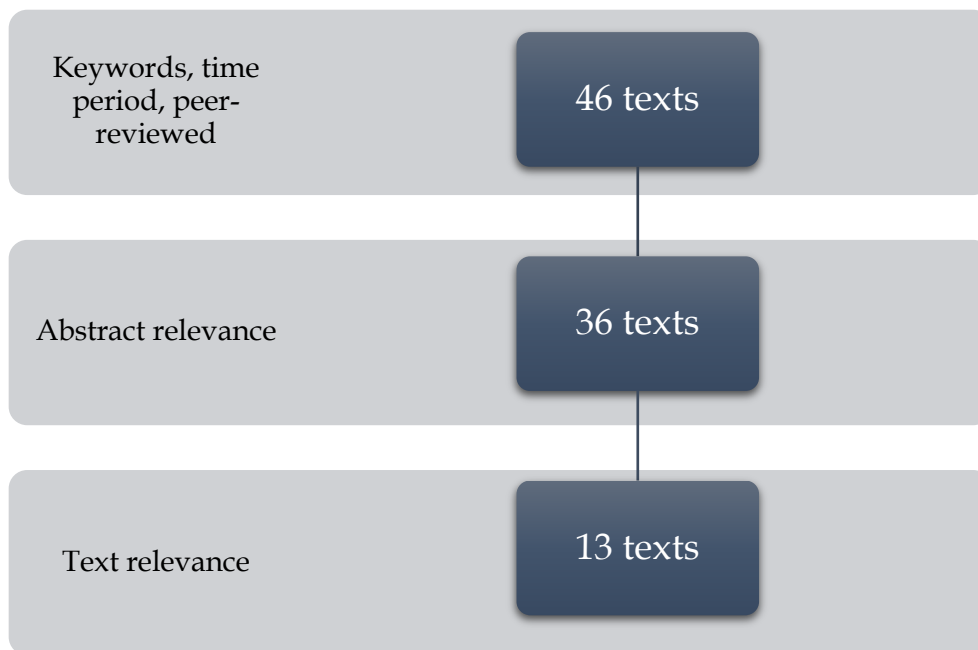 Keywords, time
period, peer-
reviewed
46 texts
Abstract relevance
36 texts
Text relevance
13 texts